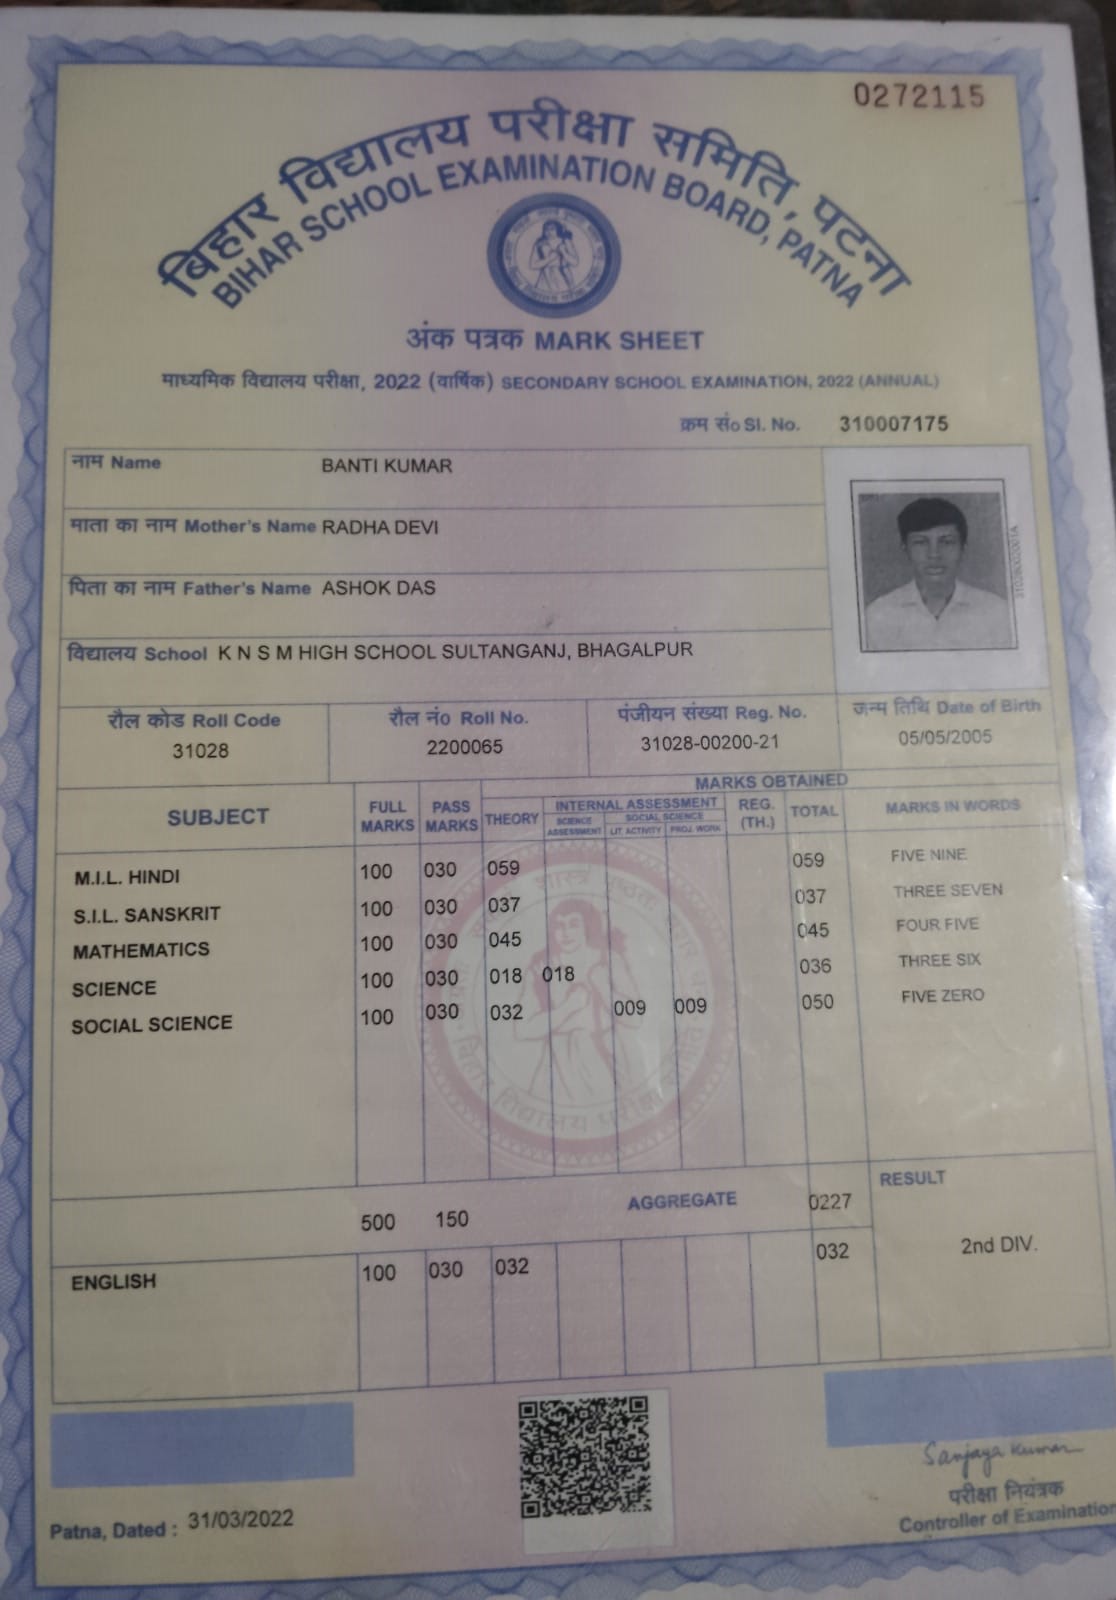 0272115
बिहार विद्यालय परीक्षा समिति, पटना
BIHAR SCHOOL EXAMINATION BOARD, PATNA
अंक पत्रक MARK SHEET
माध्यमिक विद्यालय परीक्षा, 2022 (वार्षिक) SECONDARY SCHOOL EXAMINATION, 2022 (ANNUAL)
क्रम सं० Sl. No. 310007175
नाम Name BANTI KUMAR
माता का नाम Mother's Name RADHA DEVI
पिता का नाम Father's Name ASHOK DAS
विद्यालय School K N S M HIGH SCHOOL SULTANGANJ, BHAGALPUR
रौल कोड Roll Code रौल नं० Roll No. पंजीयन संख्या Reg. No. जन्म तिथि Date of Birth
31028 2200065 31028-00200-21 05/05/2005
MARKS OBTAINED
SUBJECT FULL MARKS PASS MARKS THEORY INTERNAL ASSESSMENT REG. (TH.) TOTAL MARKS IN WORDS
SCIENCE ASSESSMENT SOCIAL SCIENCE LIT ACTIVITY PROJ. WORK
M.I.L. HINDI 100 030 059 059 FIVE NINE
S.I.L. SANSKRIT 100 030 037 037 THREE SEVEN
MATHEMATICS 100 030 045 045 FOUR FIVE
SCIENCE 100 030 018 018 036 THREE SIX
SOCIAL SCIENCE 100 030 032 009 009 050 FIVE ZERO
बिहार विद्यालय परीक्षा
500 150 AGGREGATE 0227 RESULT
ENGLISH 100 030 032 032 2nd DIV.
Sanjaya Kumar
परीक्षा नियंत्रक
Patna, Dated : 31/03/2022 Controller of Examination